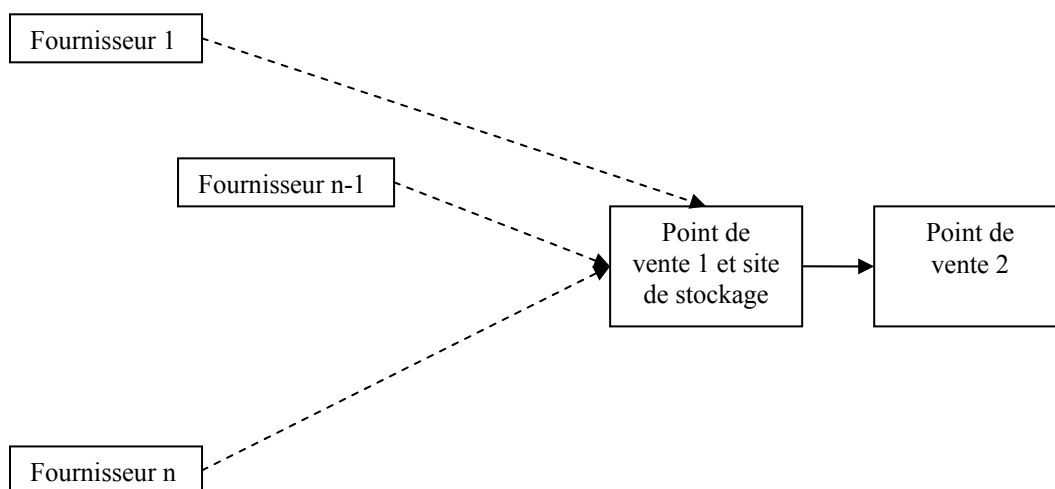 Fournisseur 1
Fournisseur n-1
Point de
vente 1 et site
de stockage
Point de
vente 2
Fournisseur n